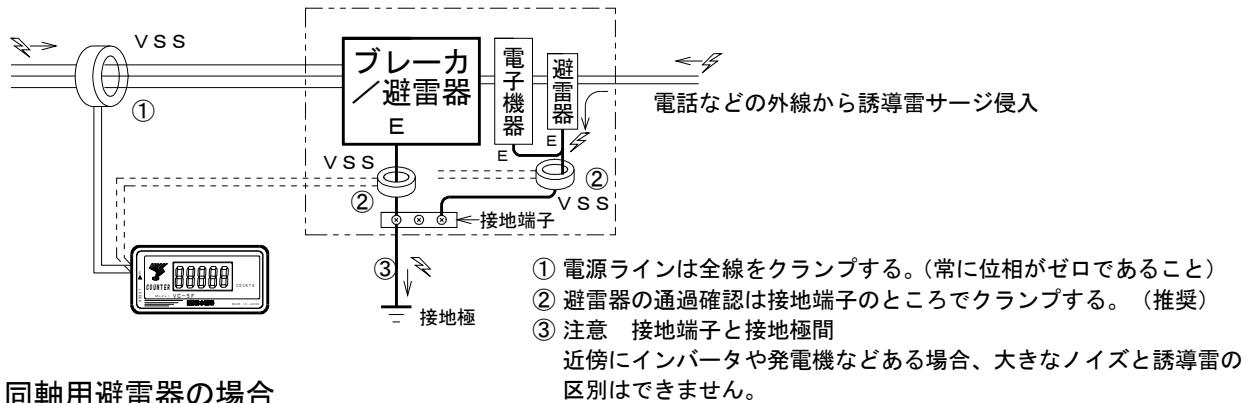 VSS
①
ブレーカ
／避雷器
E
電子機器
E
避雷器
E
電話などの外線から誘導雷サージ侵入
VSS
②
②
VSS
接地端子
③
接地極
88888
COUNTER
COUNTS
Model VC-5F
① 電源ラインは全線をクランプする。（常に位相がゼロであること）
② 避雷器の通過確認は接地端子のところでクランプする。（推奨）
③ 注意　接地端子と接地極間
近傍にインバータや発電機などある場合、大きなノイズと誘導雷の
区別はできません。
同軸用避雷器の場合